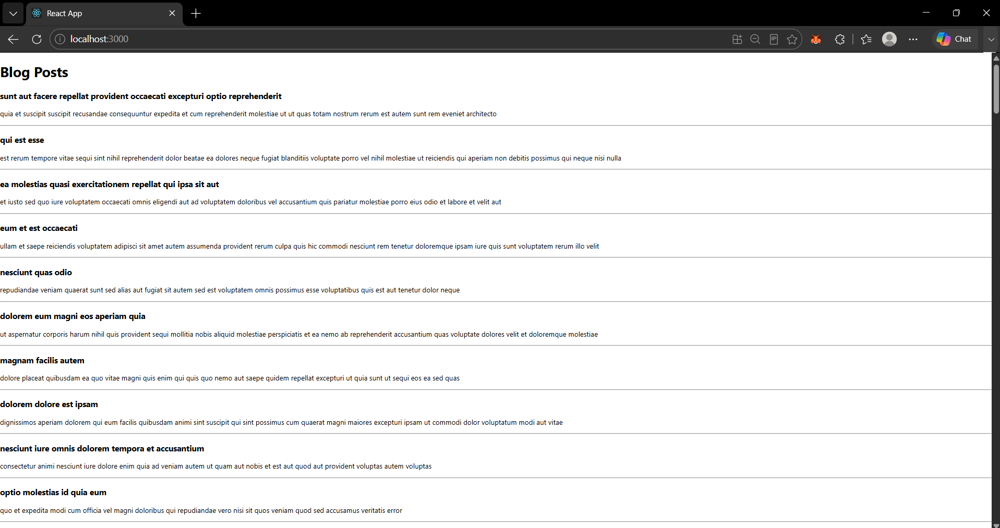 React App
localhost:3000
Chat
Blog Posts
sunt aut facere repellat provident occaecati excepturi optio reprehenderit
quia et suscipit suscipit recusandae consequuntur expedita et cum reprehenderit molestiae ut ut quas totam nostrum rerum est autem sunt rem eveniet architecto
qui est esse
est rerum tempore vitae sequi sint nihil reprehenderit dolor beatae ea dolores neque fugiat blanditiis voluptate porro vel nihil molestiae ut reiciendis qui aperiam non debitis possimus qui neque nisi nulla
ea molestias quasi exercitationem repellat qui ipsa sit aut
et iusto sed quo iure voluptatem occaecati omnis eligendi aut ad voluptatem doloribus vel accusantium quis pariatur molestiae porro eius odio et labore et velit aut
eum et est occaecati
ullam et saepe reiciendis voluptatem adipisci sit amet autem assumenda provident rerum culpa quis hic commodi nesciunt rem tenetur doloremque ipsam iure quis sunt voluptatem rerum illo velit
nesciunt quas odio
repudiandae veniam quaerat sunt sed alias aut fugiat sit autem sed est voluptatem omnis possimus esse voluptatibus quis est aut tenetur dolor neque
dolorem eum magni eos aperiam quia
ut aspernatur corporis harum nihil quis provident sequi mollitia nobis aliquid molestiae perspiciatis et ea nemo ab reprehenderit accusantium quas voluptate dolores velit et doloremque molestiae
magnam facilis autem
dolore placeat quibusdam ea quo vitae magni quis enim qui quis quo nemo aut saepe quidem repellat excepturi ut quia sunt ut sequi eos ea sed quas
dolorem dolore est ipsam
dignissimos aperiam dolorem qui eum facilis quibusdam animi sint suscipit qui sint possimus cum quaerat magni maiores excepturi ipsam ut commodi dolor voluptatum modi aut vitae
nesciunt iure omnis dolorem tempora et accusantium
consectetur animi nesciunt iure dolore enim quia ad veniam autem ut quam aut nobis et est aut quod aut provident voluptas autem voluptas
optio molestias id quia eum
quo et expedita modi cum officia vel magni doloribus qui repudiandae vero nisi sit quos veniam quod sed accusamus veritatis error